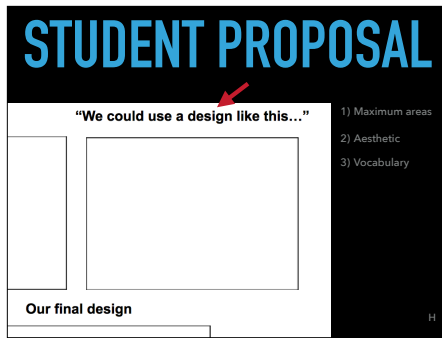 STUDENT PROPOSAL
“We could use a design like this…”
1) Maximum areas
2) Aesthetic
3) Vocabulary
Our final design
H